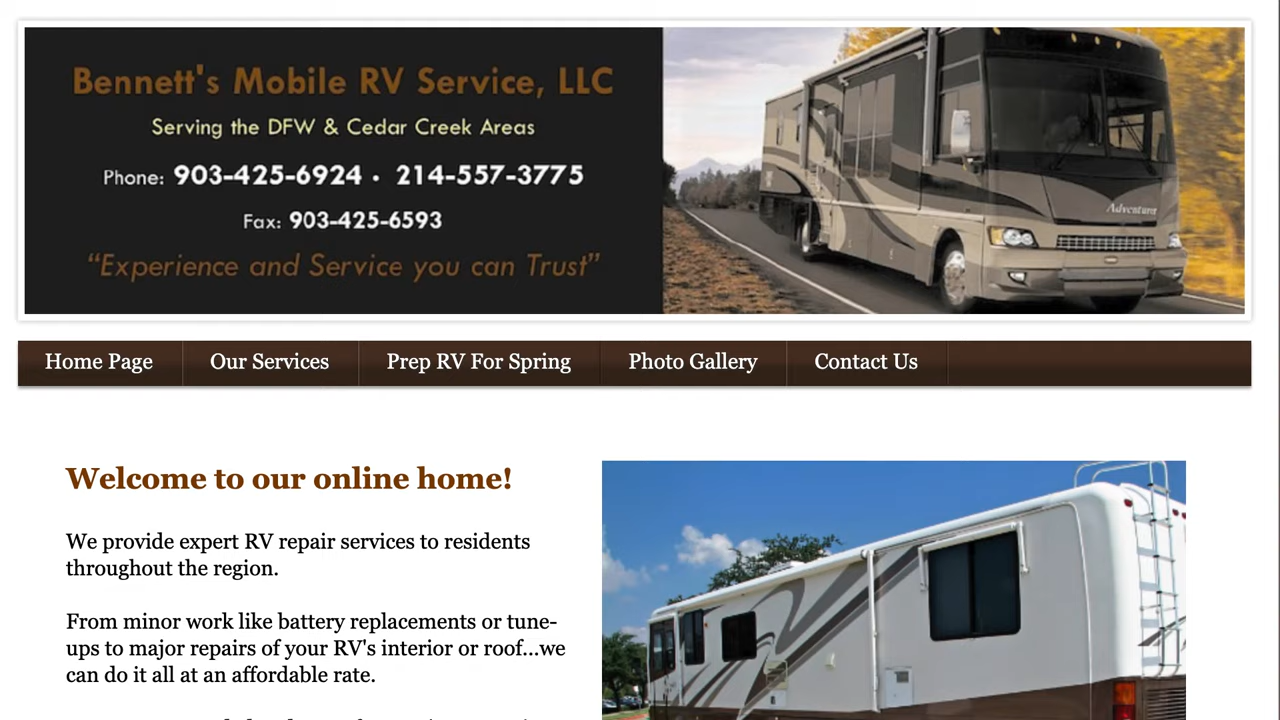 Bennett's Mobile RV Service, LLC
Serving the DFW & Cedar Creek Areas
Phone: 903-425-6924 • 214-557-3775
Fax: 903-425-6593
“Experience and Service you can Trust”
Adventurer
Home Page
Our Services
Prep RV For Spring
Photo Gallery
Contact Us
Welcome to our online home!
We provide expert RV repair services to residents
throughout the region.
From minor work like battery replacements or tune-
ups to major repairs of your RV's interior or roof...we
can do it all at an affordable rate.